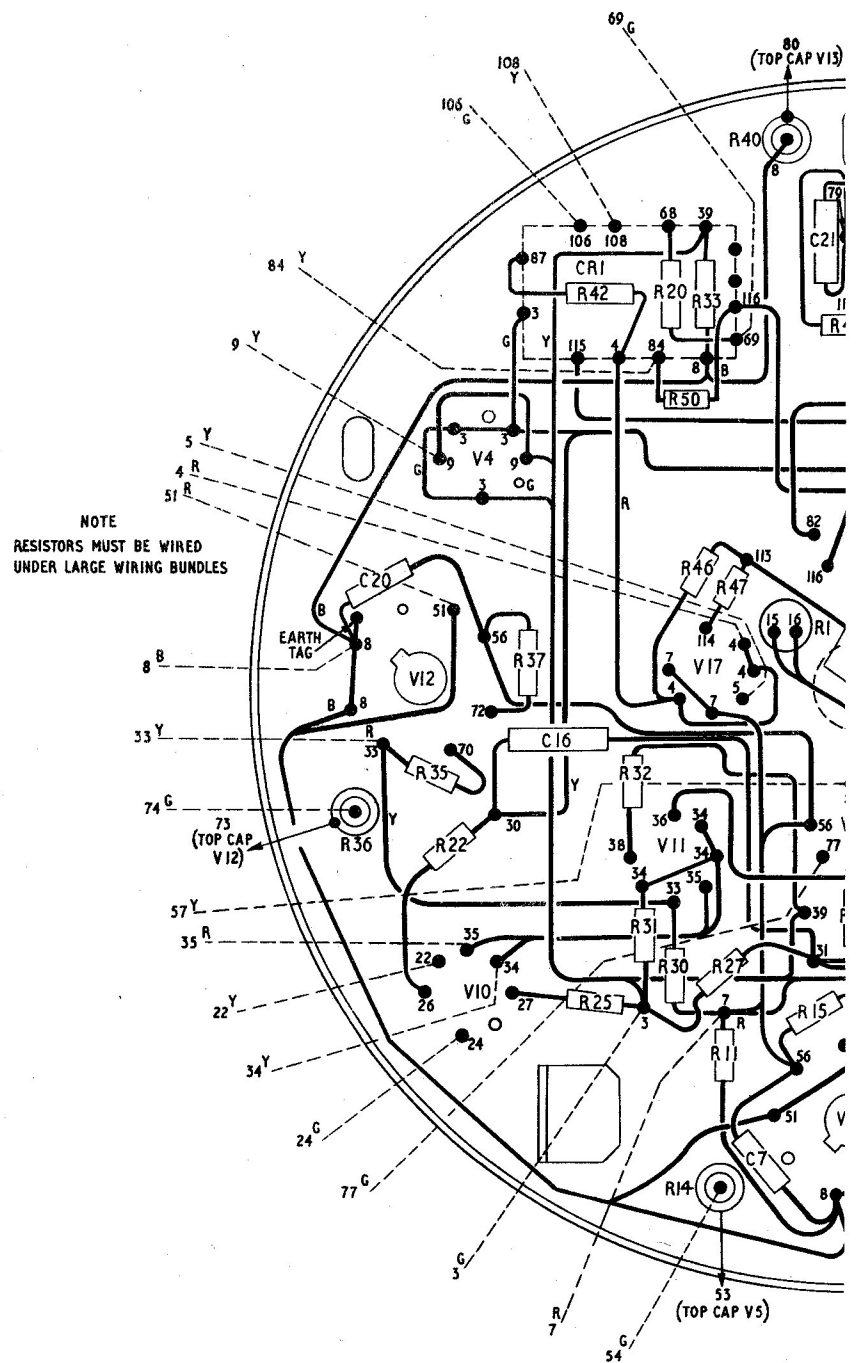 69 G
80
(TOP CAP V13)
108
Y
106
G
R40
8
79
C21
68
39
106
108
87
CR1
84 Y
R42
R20
R33
116
11
3
Y
69
R4
9 Y
G
115
4
84
8
B
R50
5 Y
3
3
4 R
9
V4
9
51 R
G
3
G
R
NOTE
82
RESISTORS MUST BE WIRED
UNDER LARGE WIRING BUNDLES
113
R46
116
C20
R47
B
51
15
16
R1
EARTH
TAG
56
114
8
4
8 B
R37
V17
7
4
V12
4
5
B
8
72
7
33 Y
R
33
70
C16
R35
R32
Y
74 G
73
(TOP CAP
V12)
R36
Y
30
36
34
56
V
R22
38
V11
34
77
34
35
57 Y
33
39
35 R
35
R31
22
34
R30
R27
31
V10
26
27
R25
22 Y
3
7
R
R15
34 Y
24
R11
56
24 G
51
V
C7
77 G
R14
8
G
3
53
(TOP CAP V5)
R
7
G
54